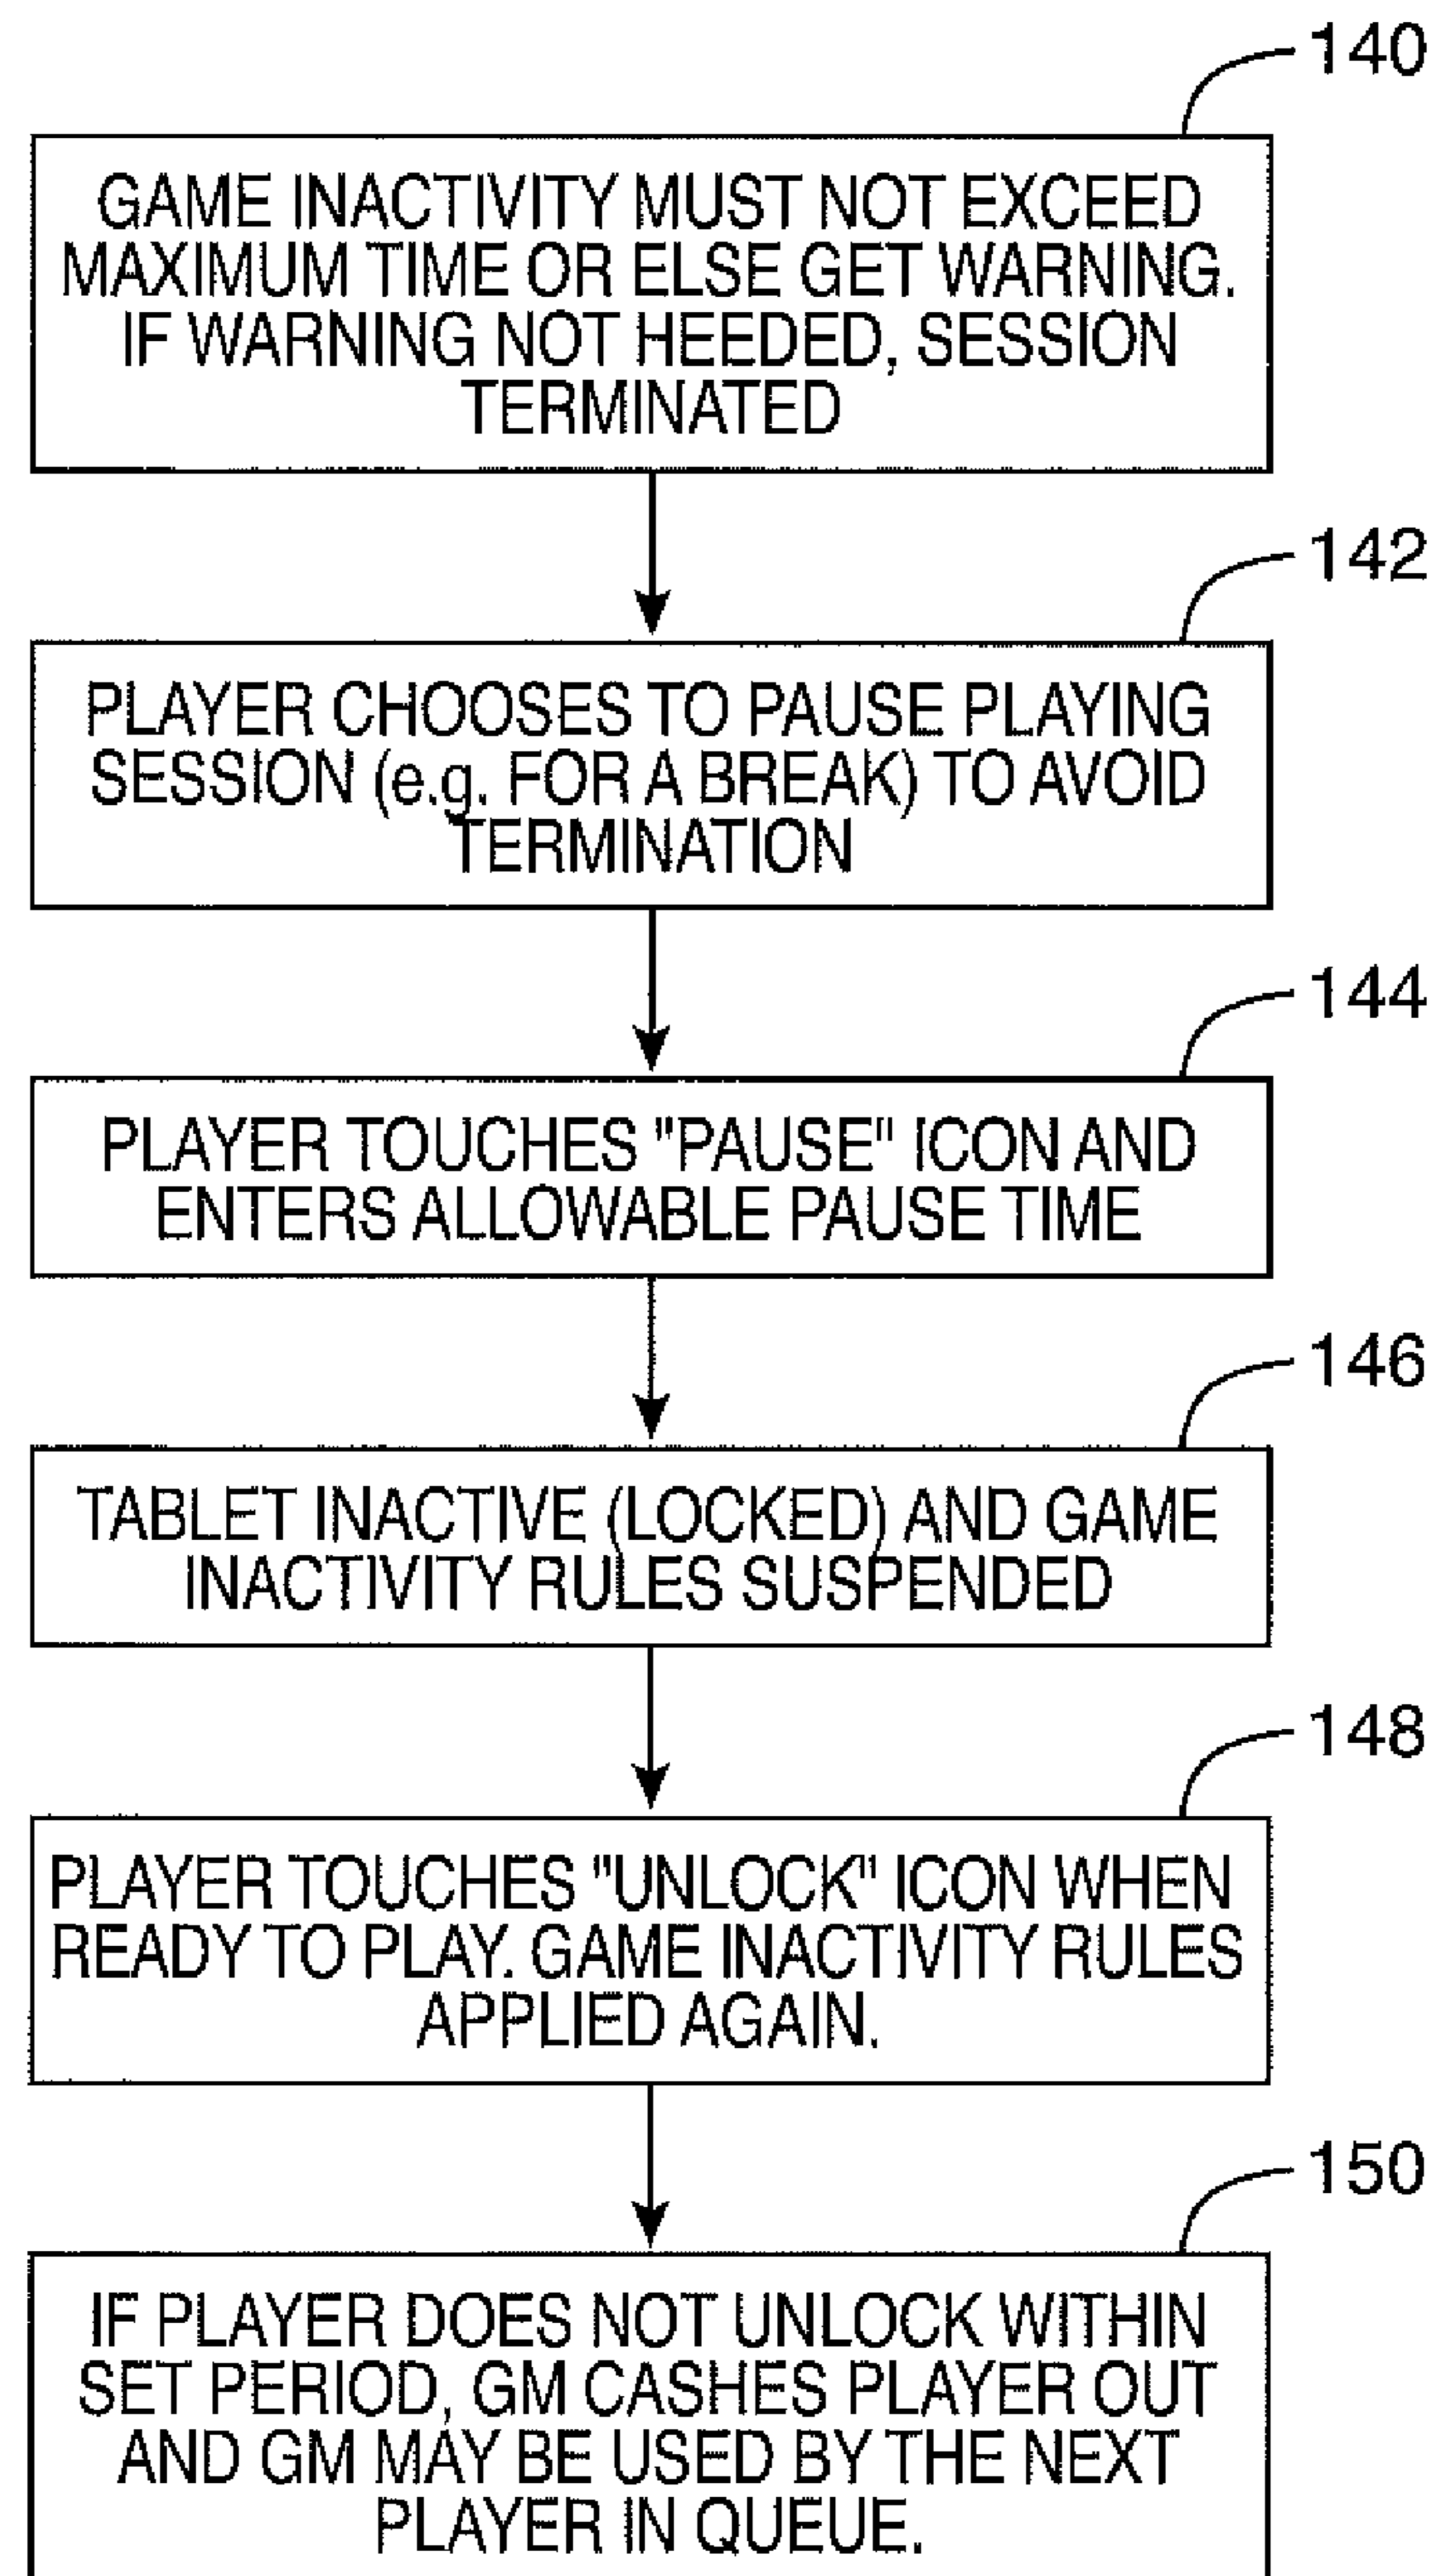 140
GAME INACTIVITY MUST NOT EXCEED
MAXIMUM TIME OR ELSE GET WARNING.
IF WARNING NOT HEEDED, SESSION
TERMINATED
142
PLAYER CHOOSES TO PAUSE PLAYING
SESSION (e.g. FOR A BREAK) TO AVOID
TERMINATION
144
PLAYER TOUCHES "PAUSE" ICON AND
ENTERS ALLOWABLE PAUSE TIME
146
TABLET INACTIVE (LOCKED) AND GAME
INACTIVITY RULES SUSPENDED
148
PLAYER TOUCHES "UNLOCK" ICON WHEN
READY TO PLAY. GAME INACTIVITY RULES
APPLIED AGAIN.
150
IF PLAYER DOES NOT UNLOCK WITHIN
SET PERIOD, GM CASHES PLAYER OUT
AND GM MAY BE USED BY THE NEXT
PLAYER IN QUEUE.